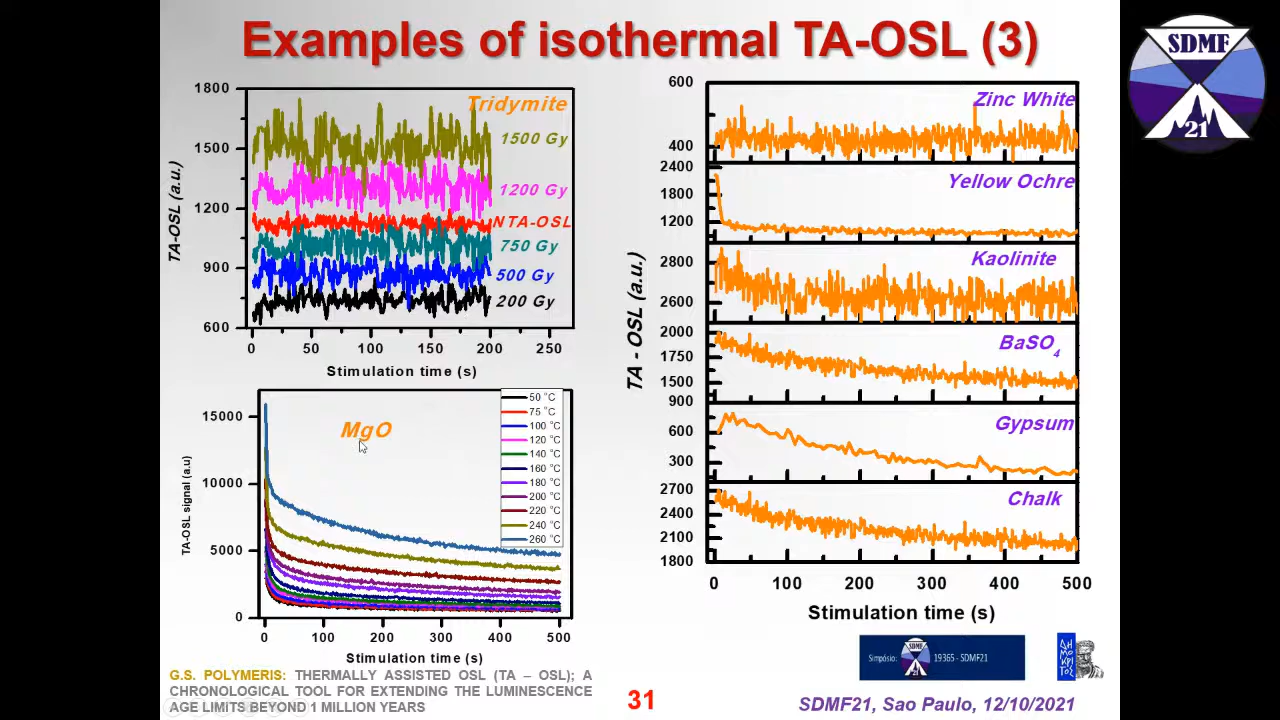 Examples of isothermal TA-OSL (3)
SDMF
21
TA-OSL (a.u.)
1800
1500
1200
900
600
Tridymite
1500 Gy
1200 Gy
NTA-OSL
750 Gy
500 Gy
200 Gy
0 50 100 150 200 250
Stimulation time (s)
TA-OSL signal (a.u)
15000
10000
5000
0
MgO
50 °C
75 °C
100 °C
120 °C
140 °C
160 °C
180 °C
200 °C
220 °C
240 °C
260 °C
0 100 200 300 400 500
Stimulation time (s)
TA - OSL (a.u.)
600
400
Zinc White
2400
1800
1200
Yellow Ochre
2800
2600
Kaolinite
2000
1750
1500
BaSO4
900
600
300
Gypsum
2700
2400
2100
1800
Chalk
0 100 200 300 400 500
Stimulation time (s)
G.S. POLYMERIS: THERMALLY ASSISTED OSL (TA – OSL); A
CHRONOLOGICAL TOOL FOR EXTENDING THE LUMINESCENCE
AGE LIMITS BEYOND 1 MILLION YEARS
31
Simpósio:
SDMF
21
19365 - SDMF21
ΔΗΜΟΚΡΙΤΟΣ
SDMF21, Sao Paulo, 12/10/2021